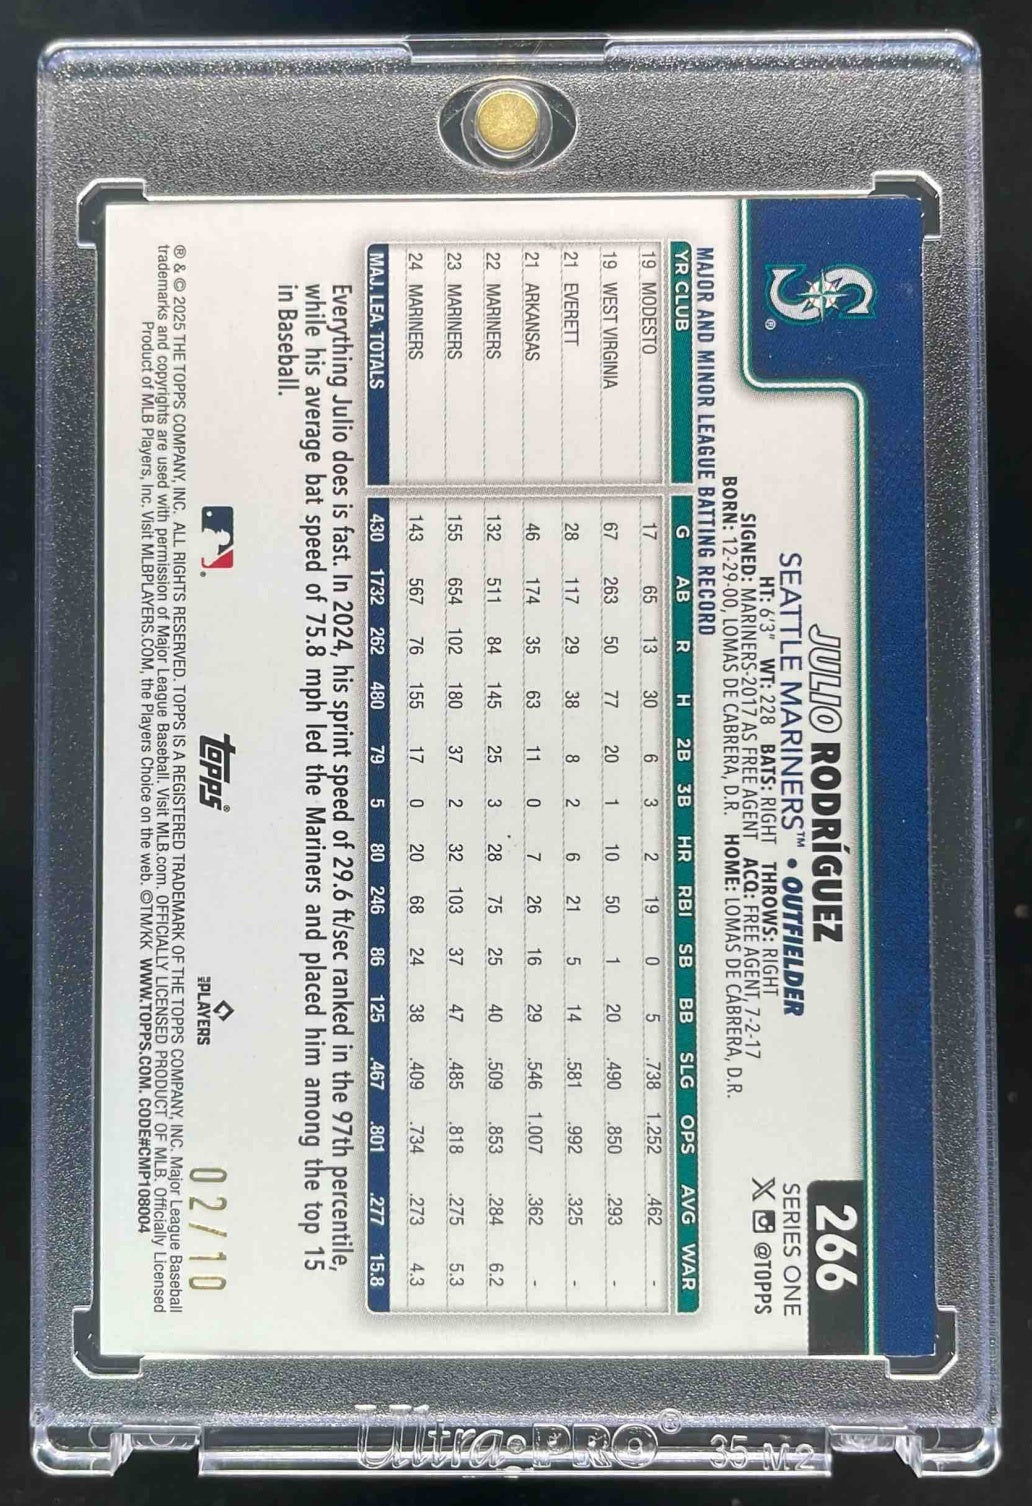 266
JULIO RODRÍGUEZ
SEATTLE MARINERS™ • OUTFIELDER
SERIES ONE
HT: 6'3" WT: 228 BATS: RIGHT THROWS: RIGHT
@TOPPS
SIGNED: MARINERS-2017 AS FREE AGENT ACQ: FREE AGENT, 7-2-17
BORN: 12-29-00, LOMAS DE CABRERA, D.R. HOME: LOMAS DE CABRERA, D.R.
MAJOR AND MINOR LEAGUE BATTING RECORD
YR CLUB G AB R H 2B 3B HR RBI SB BB SLG OPS AVG WAR
19 MODESTO 17 65 13 30 6 3 2 19 0 5 .738 1.252 .462 -
19 WEST VIRGINIA 67 263 50 77 20 1 10 50 1 20 .490 .850 .293 -
21 EVERETT 28 117 29 38 8 2 6 21 5 14 .581 .992 .325 -
21 ARKANSAS 46 174 35 63 11 0 7 26 16 29 .546 1.007 .362 -
22 MARINERS 132 511 84 145 25 3 28 75 25 40 .509 .853 .284 6.2
23 MARINERS 155 654 102 180 37 2 32 103 37 47 .485 .818 .275 5.3
24 MARINERS 143 567 76 155 17 0 20 68 24 38 .409 .734 .273 4.3
MAJ. LEA. TOTALS 430 1732 262 480 79 5 80 246 86 125 .467 .801 .277 15.8
Everything Julio does is fast. In 2024, his sprint speed of 29.6 ft/sec ranked in the 97th percentile,
while his average bat speed of 75.8 mph led the Mariners and placed him among the top 15
in Baseball.
topps®
PLAYERS
02/10
® & © 2025 THE TOPPS COMPANY, INC. ALL RIGHTS RESERVED. TOPPS IS A REGISTERED TRADEMARK OF THE TOPPS COMPANY, INC. Major League Baseball
trademarks and copyrights are used with permission of Major League Baseball. Visit MLB.com. OFFICIALLY LICENSED PRODUCT OF MLB. Officially Licensed
Product of MLB Players, Inc. Visit MLBPLAYERS.COM, the Players Choice on the web. ©TM/KK WWW.TOPPS.COM. CODE#CMP108004
Ultra•PRO® 35 M2